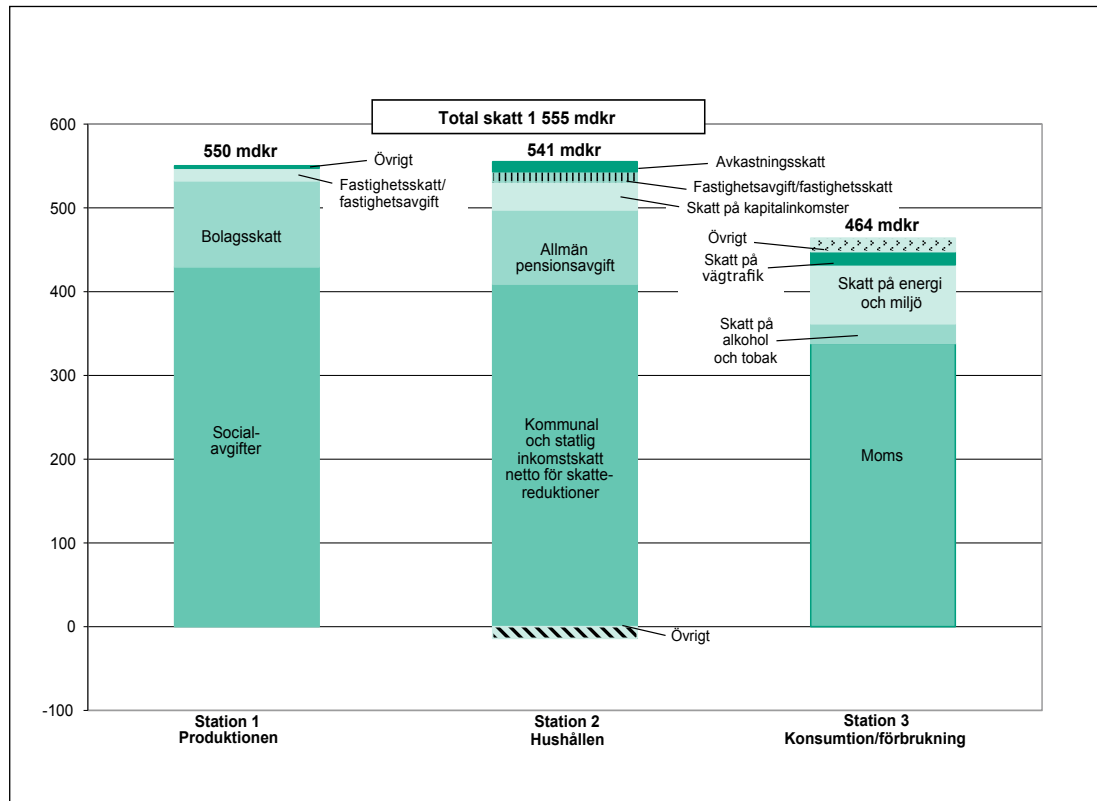 Total skatt 1 555 mdkr
600
500
400
300
200
100
0
-100
550 mdkr
Övrigt
Fastighetsskatt/
fastighetsavgift
Bolagsskatt
Social-
avgifter
541 mdkr
Avkastningsskatt
Fastighetsavgift/fastighetsskatt
Skatt på kapitalinkomster
Allmän
pensionsavgift
Kommunal
och statlig
inkomstskatt
netto för skatte-
reduktioner
Övrigt
464 mdkr
Övrigt
Skatt på
vägtrafik
Skatt på energi
och miljö
Skatt på
alkohol
och tobak
Moms
Station 1
Produktionen
Station 2
Hushållen
Station 3
Konsumtion/förbrukning